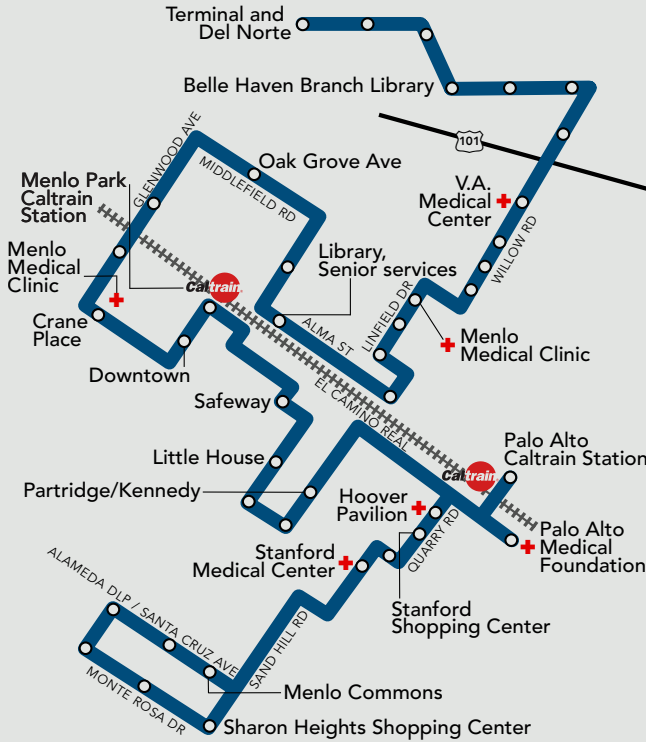 Terminal and
Del Norte
Belle Haven Branch Library
101
GLENWOOD AVE
MIDDLEFIELD RD
Oak Grove Ave
Menlo Park
Caltrain
Station
V.A.
Medical
Center
WILLOW RD
Menlo
Medical
Clinic
Library,
Senior services
Caltrain
Crane
Place
LINFIELD DR
ALMA ST
Menlo
Medical Clinic
Downtown
EL CAMINO REAL
Safeway
Palo Alto
Caltrain Station
Little House
Caltrain
Partridge/Kennedy
Hoover
Pavilion
QUARRY RD
Palo Alto
Medical
Foundation
Stanford
Medical Center
ALAMEDA DLP / SANTA CRUZ AVE
SAND HILL RD
Stanford
Shopping Center
MONTE ROSA DR
Menlo Commons
Sharon Heights Shopping Center